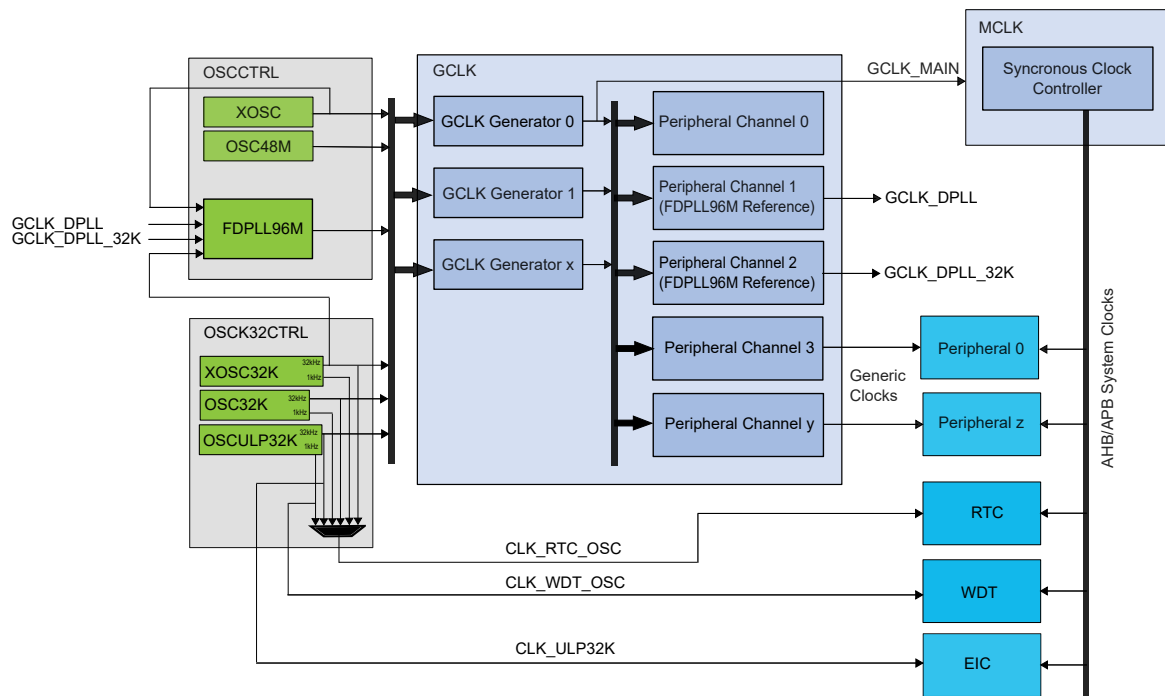 MCLK
Syncronous Clock
Controller
GCLK_MAIN
OSCCTRL
XOSC
OSC48M
FDPLL96M
GCLK_DPLL
GCLK_DPLL_32K
GCLK
GCLK Generator 0
GCLK Generator 1
GCLK Generator x
Peripheral Channel 0
Peripheral Channel 1
(FDPLL96M Reference)
Peripheral Channel 2
(FDPLL96M Reference)
Peripheral Channel 3
Peripheral Channel y
GCLK_DPLL
GCLK_DPLL_32K
Generic
Clocks
OSCK32CTRL
XOSC32K
32kHz
1kHz
OSC32K
32kHz
1kHz
OSCULP32K
32kHz
1kHz
Peripheral 0
Peripheral z
AHB/APB System Clocks
CLK_RTC_OSC
RTC
CLK_WDT_OSC
WDT
CLK_ULP32K
EIC